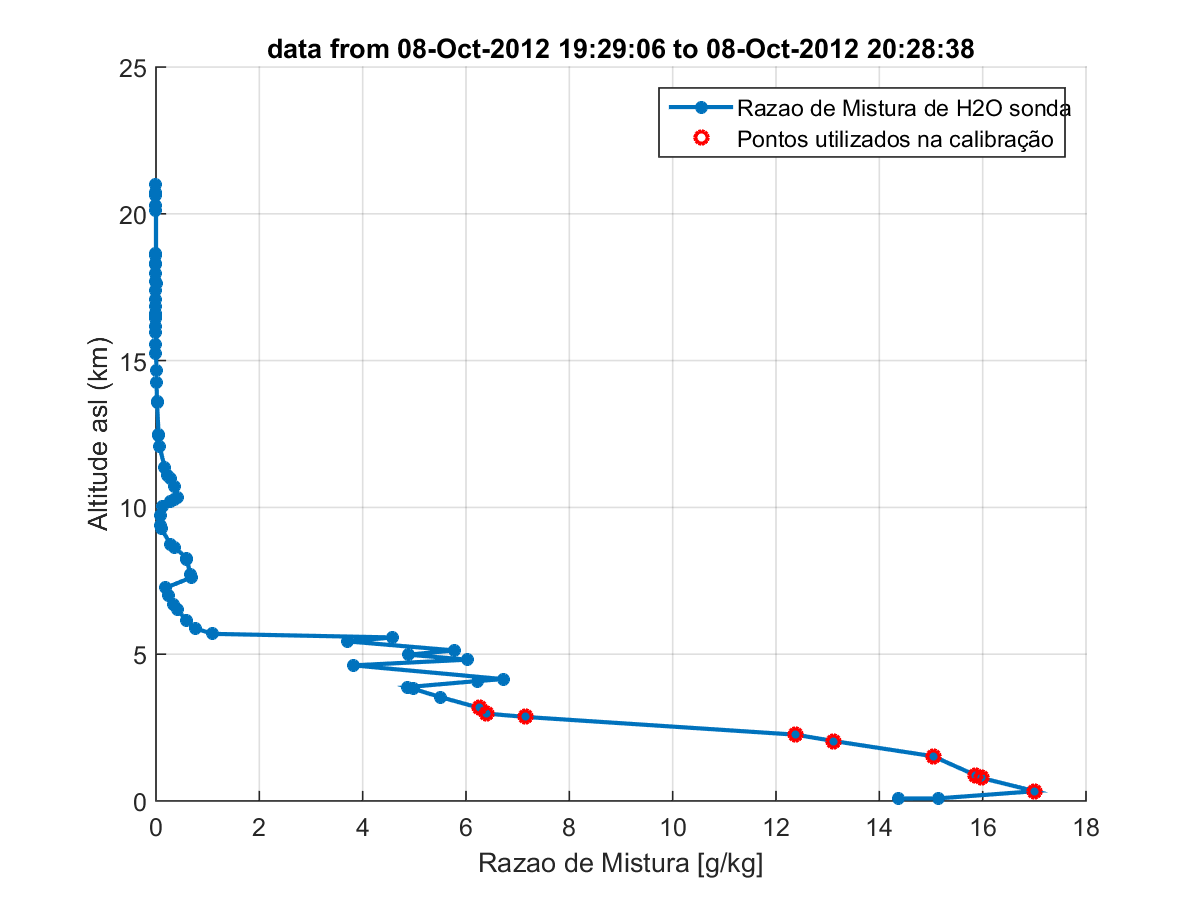 data from 08-Oct-2012 19:29:06 to 08-Oct-2012 20:28:38
25
Razao de Mistura de H2O sonda
Pontos utilizados na calibração
20
15
10
5
0
Altitude asl (km)
0 2 4 6 8 10 12 14 16 18
Razao de Mistura [g/kg]